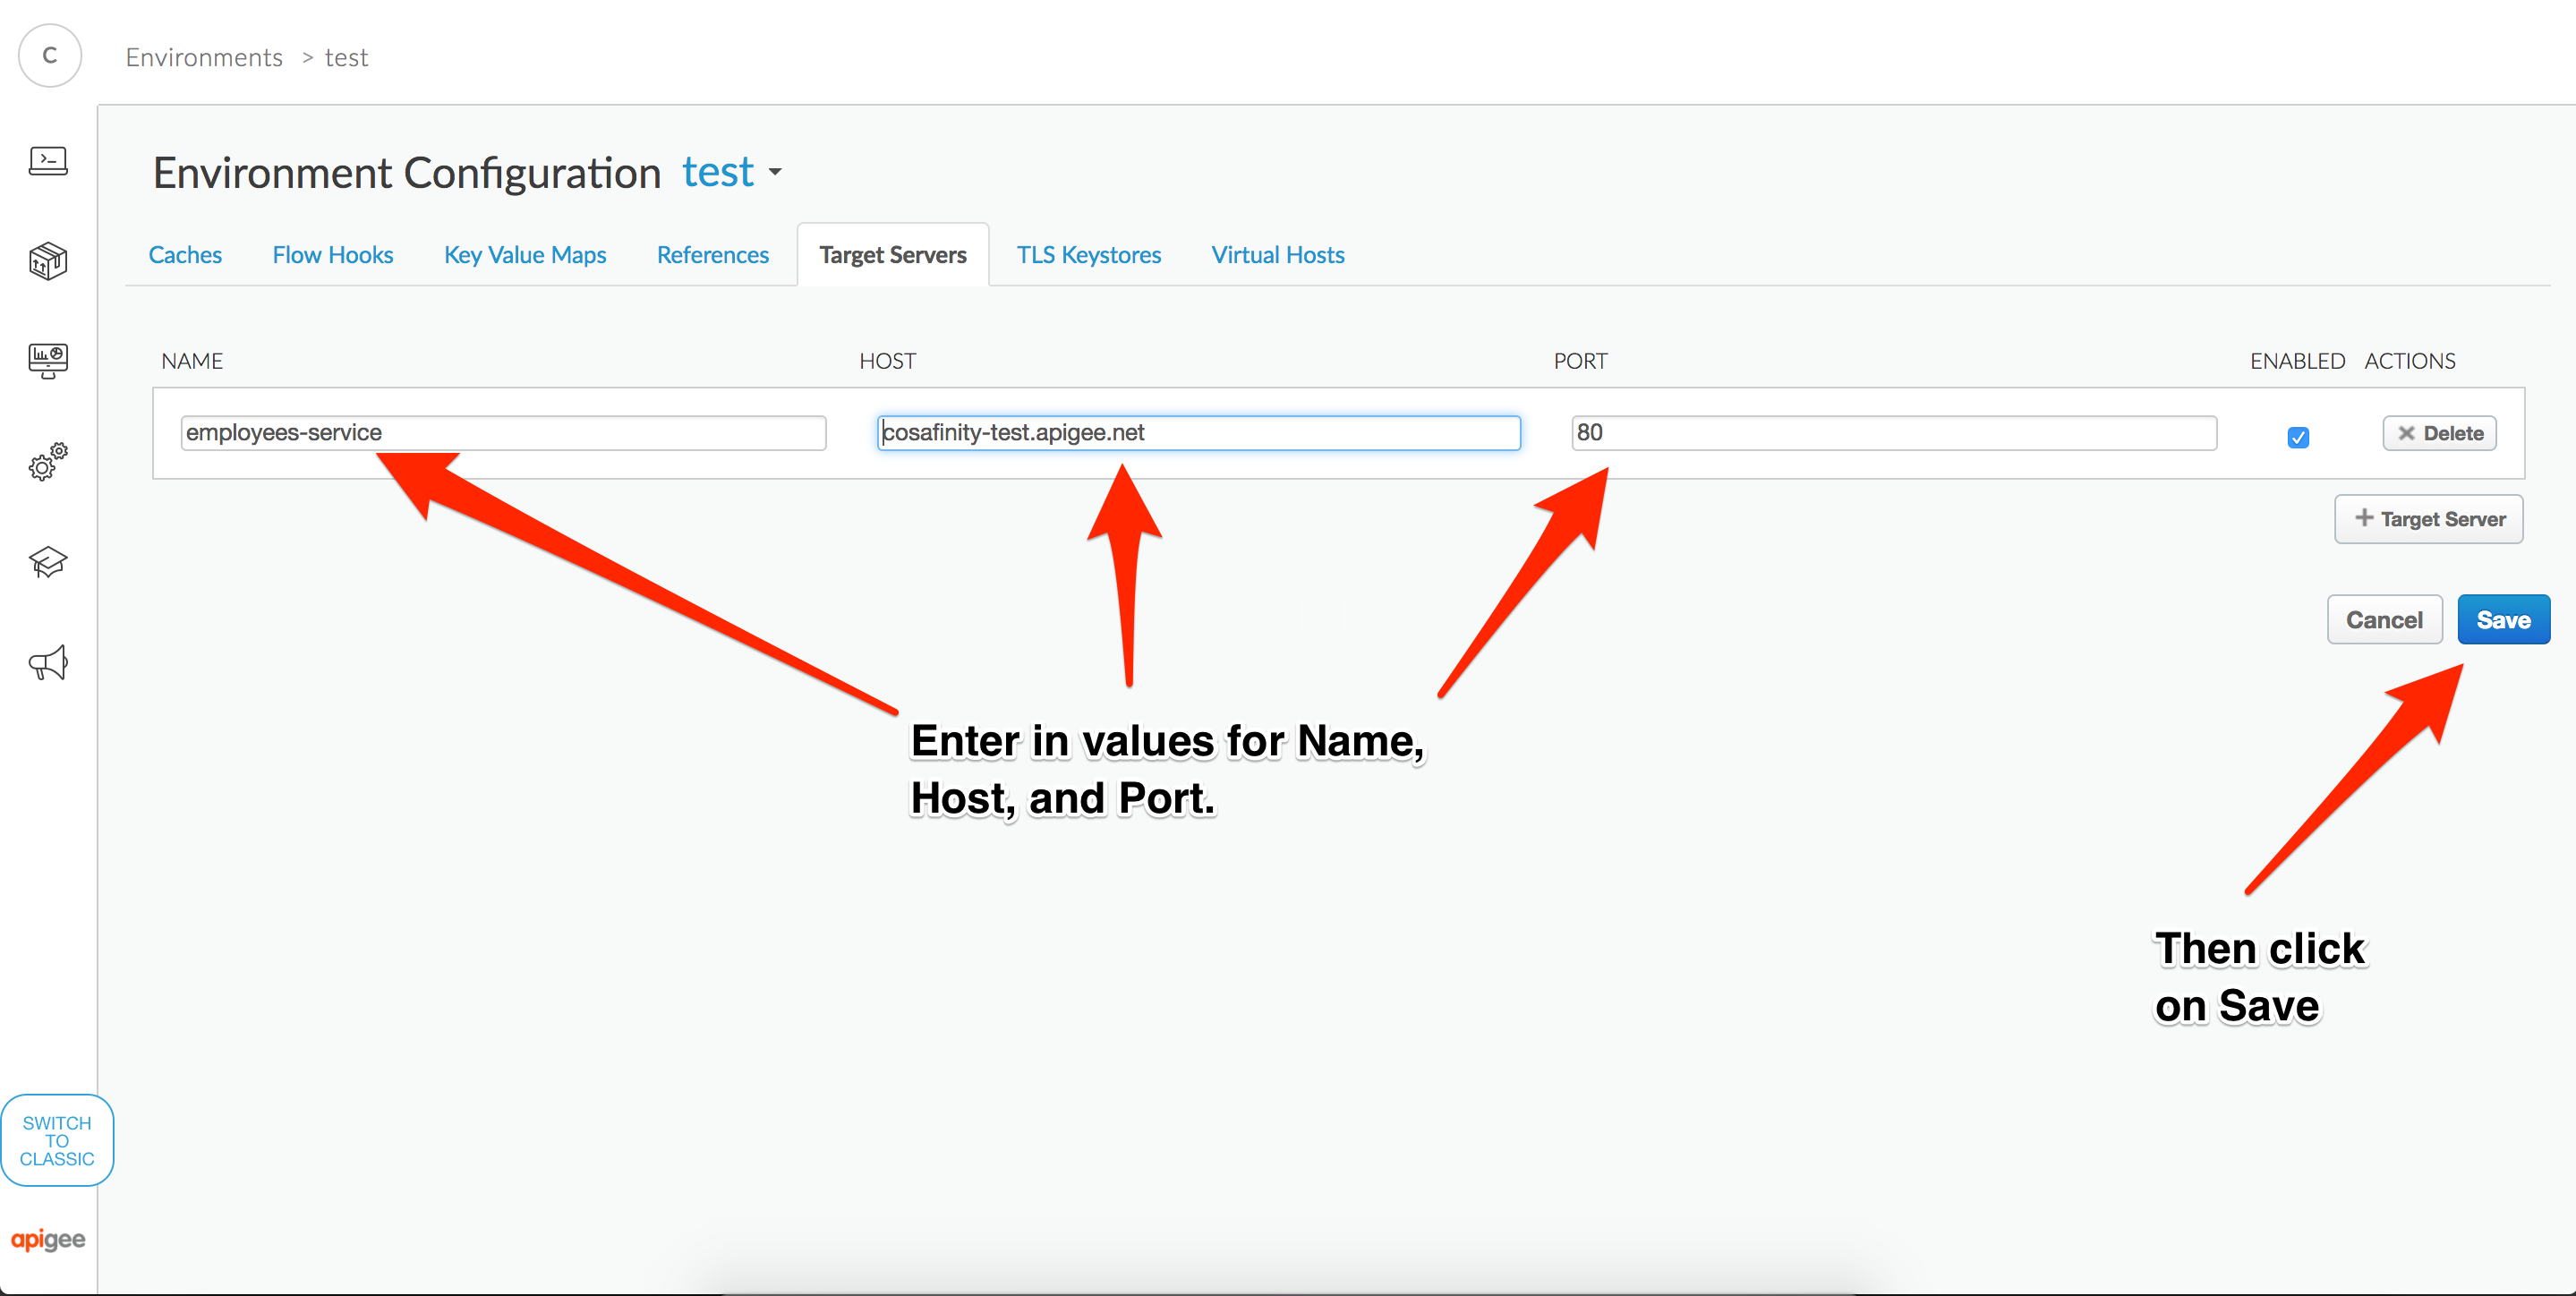 C
Environments > test
Environment Configuration test
Caches Flow Hooks Key Value Maps References Target Servers TLS Keystores Virtual Hosts
NAME HOST PORT ENABLED ACTIONS
employees-service cosafinity-test.apigee.net 80 Delete
+ Target Server
Cancel Save
Enter in values for Name,
Host, and Port.
Then click
on Save
SWITCH
TO
CLASSIC
apigee